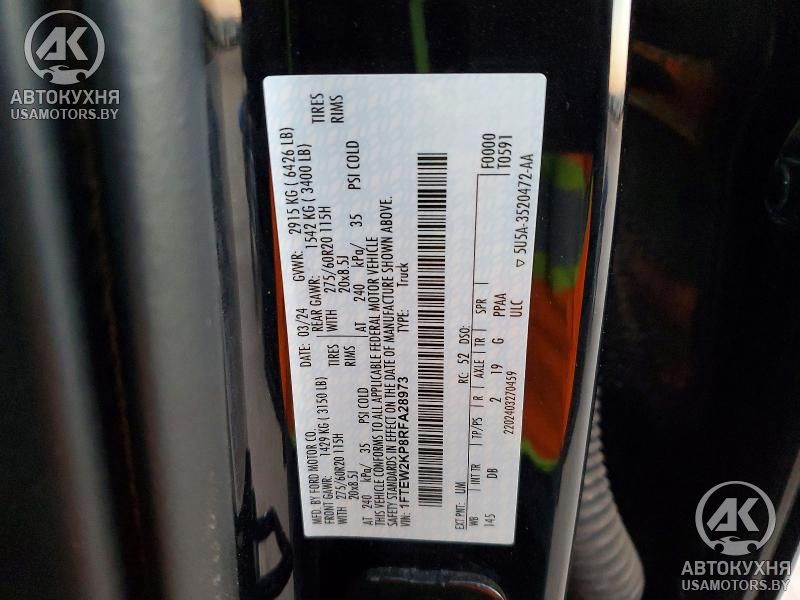 AK
АВТОКУХНЯ
USAMOTORS.BY
MFD. BY FORD MOTOR CO.
DATE: 03/24 GVWR: 2915 KG ( 6426 LB)
FRONT GAWR: 1429 KG ( 3150 LB) REAR GAWR: 1542 KG ( 3400 LB)
WITH 275/60R20 115H TIRES WITH 275/60R20 115H TIRES
20x8.5J RIMS 20x8.5J RIMS
AT 240 kPa/ 35 PSI COLD AT 240 kPa/ 35 PSI COLD
THIS VEHICLE CONFORMS TO ALL APPLICABLE FEDERAL MOTOR VEHICLE
SAFETY STANDARDS IN EFFECT ON THE DATE OF MANUFACTURE SHOWN ABOVE.
VIN: 1FTEW2KP8RFA28973 TYPE: Truck
F0000
T0591
EXT PNT: UM RC: 52 DSO:
WB INT TR TP/PS R AXLE TR SPR
145 DB 2 19 G PPAA
2202403270459 ULC
▽ 5U5A-3520472-AA
AK
АВТОКУХНЯ
USAMOTORS.BY